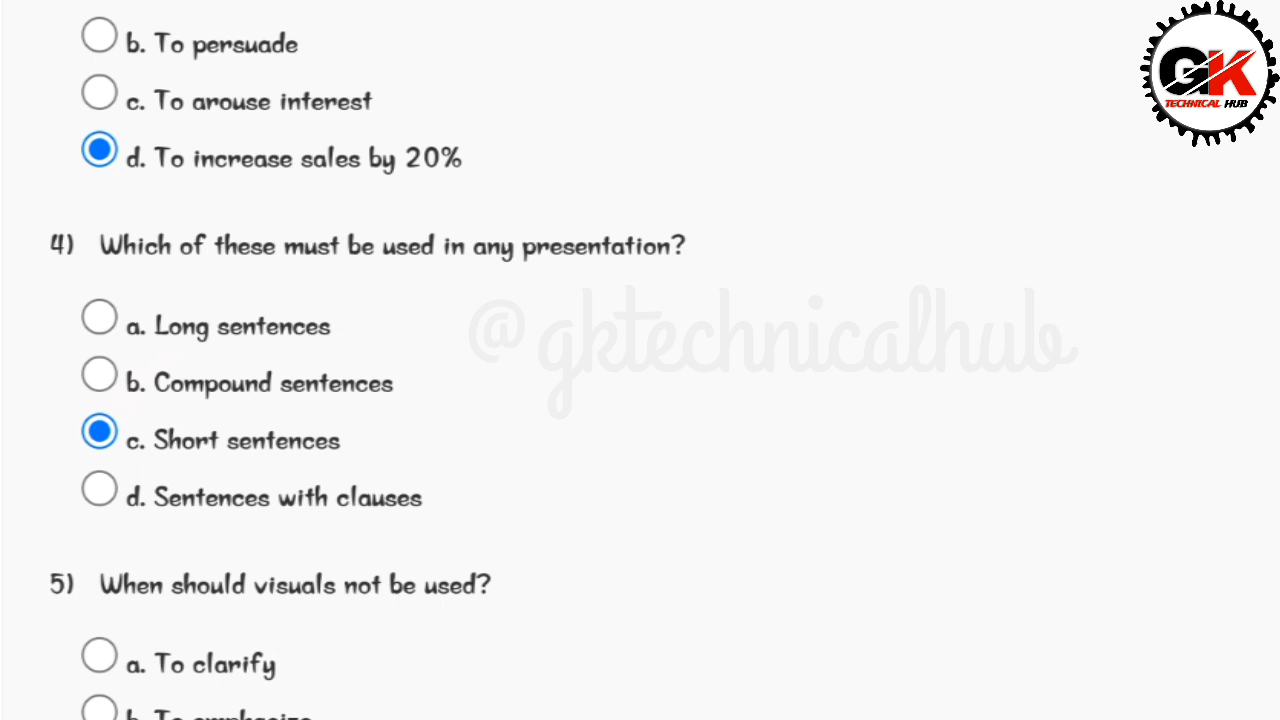 b. To persuade
c. To arouse interest
d. To increase sales by 20%
GK
TECHNICAL HUB
4) Which of these must be used in any presentation?
a. Long sentences
b. Compound sentences
c. Short sentences
d. Sentences with clauses
@gktechnicalhub
5) When should visuals not be used?
a. To clarify
b. To emphasize